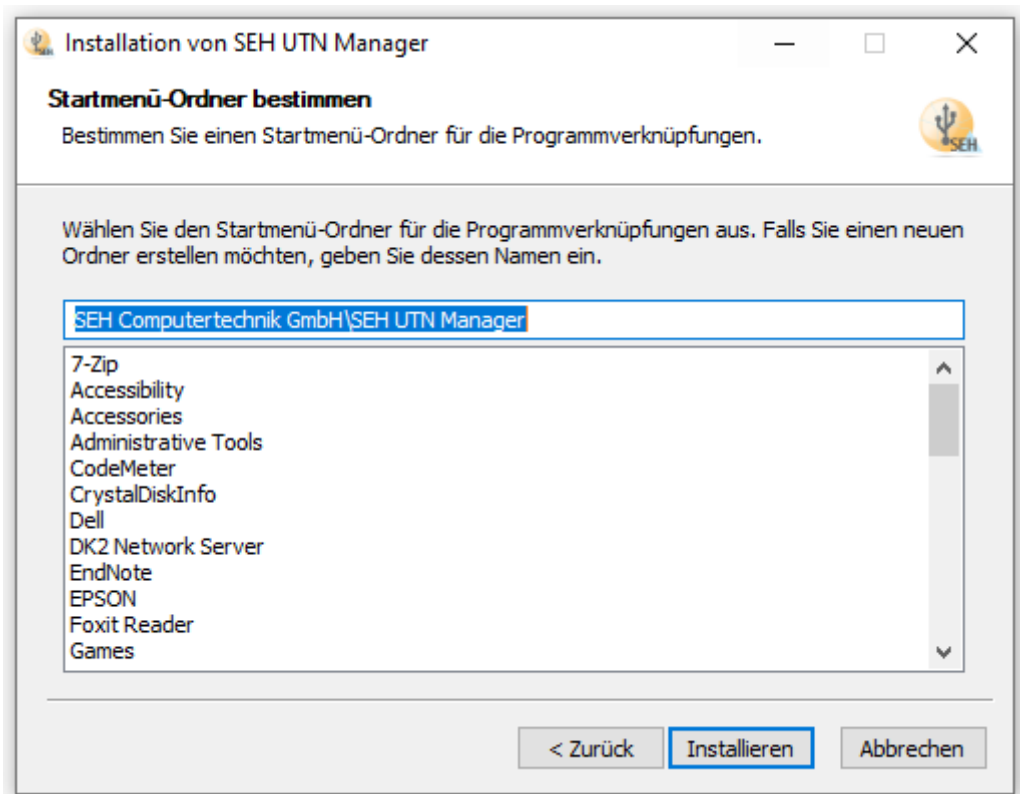 Installation von SEH UTN Manager
Startmenü-Ordner bestimmen
Bestimmen Sie einen Startmenü-Ordner für die Programmverknüpfungen.
SEH
Wählen Sie den Startmenü-Ordner für die Programmverknüpfungen aus. Falls Sie einen neuen
Ordner erstellen möchten, geben Sie dessen Namen ein.
SEH Computertechnik GmbH\SEH UTN Manager
7-Zip
Accessibility
Accessories
Administrative Tools
CodeMeter
CrystalDiskInfo
Dell
DK2 Network Server
EndNote
EPSON
Foxit Reader
Games
< Zurück
Installieren
Abbrechen